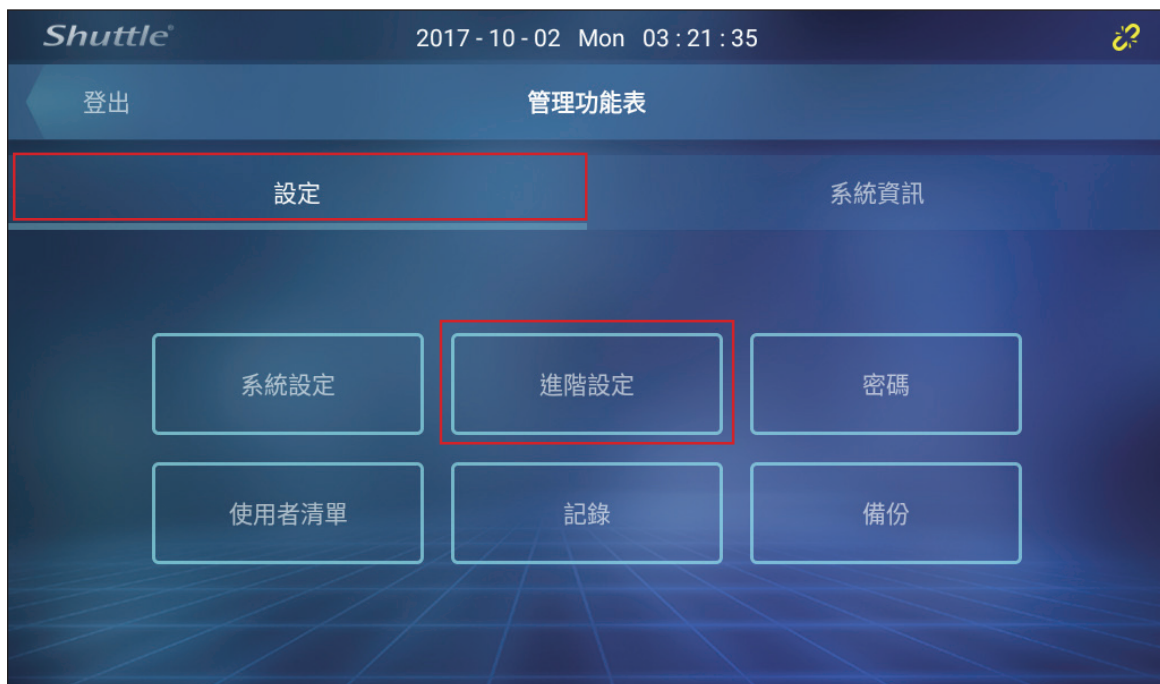 Shuttle®
2017-10-02 Mon 03:21:35
登出
管理功能表
設定
系統資訊
系統設定
進階設定
密碼
使用者清單
記錄
備份